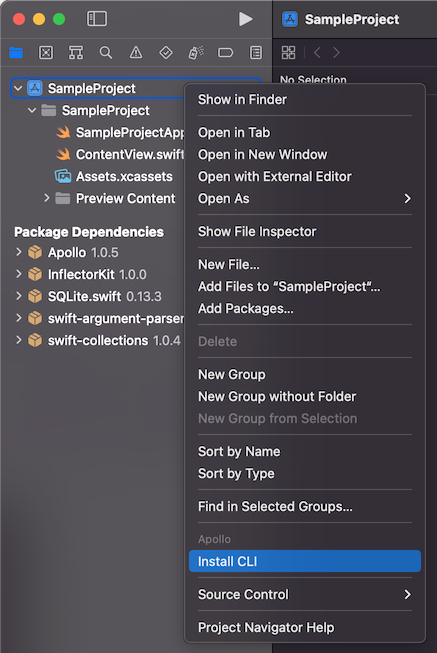 SampleProject
No Selection
SampleProject
SampleProject
SampleProjectApp
ContentView.swift
Assets.xcassets
Preview Content
Package Dependencies
Apollo 1.0.5
InflectorKit 1.0.0
SQLite.swift 0.13.3
swift-argument-parser
swift-collections 1.0.4
Show in Finder
Open in Tab
Open in New Window
Open with External Editor
Open As
Show File Inspector
New File...
Add Files to “SampleProject“...
Add Packages...
Delete
New Group
New Group without Folder
New Group from Selection
Sort by Name
Sort by Type
Find in Selected Groups...
Apollo
Install CLI
Source Control
Project Navigator Help